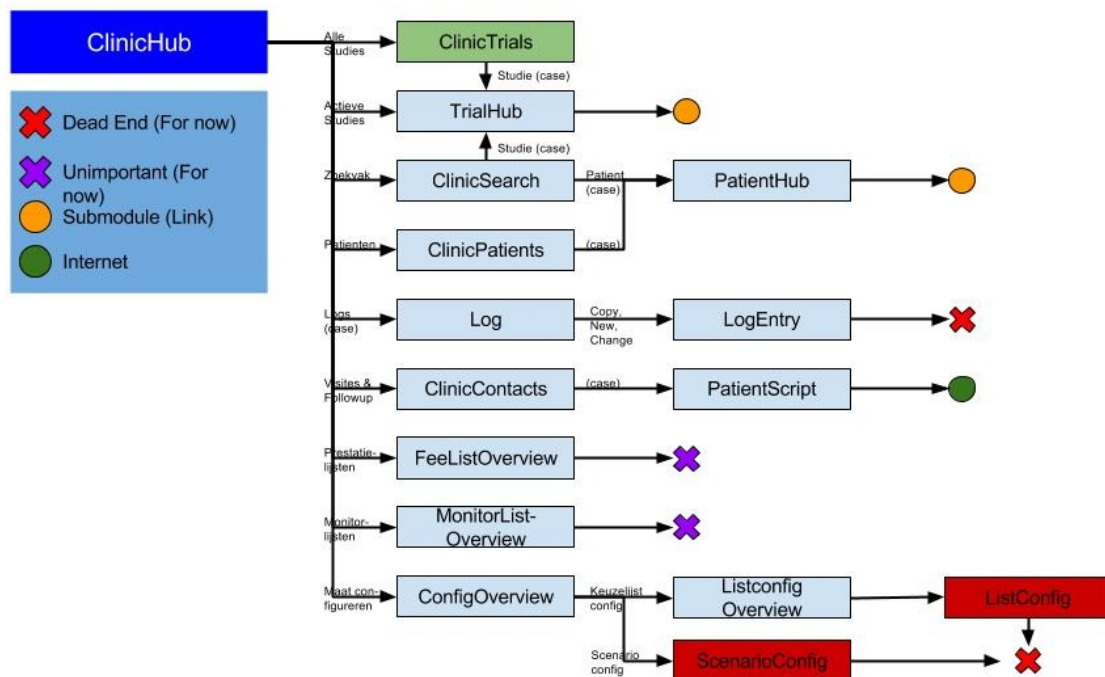 ClinicHub
Alle
Studies
ClinicTrials
Studie (case)
Dead End (For now)
Unimportant (For
now)
Submodule (Link)
Internet
Actieve
Studies
TrialHub
Studie (case)
Zoekvak
ClinicSearch
Patient
(case)
PatientHub
Patienten
ClinicPatients
(case)
Logs
(case)
Log
Copy,
New,
Change
LogEntry
Visites &
Followup
ClinicContacts
(case)
PatientScript
Prestatie-
lijsten
FeeListOverview
Monitor-
lijsten
MonitorList-
Overview
Maat con-
figureren
ConfigOverview
Keuzelijst
config
Listconfig
Overview
ListConfig
Scenario
config
ScenarioConfig